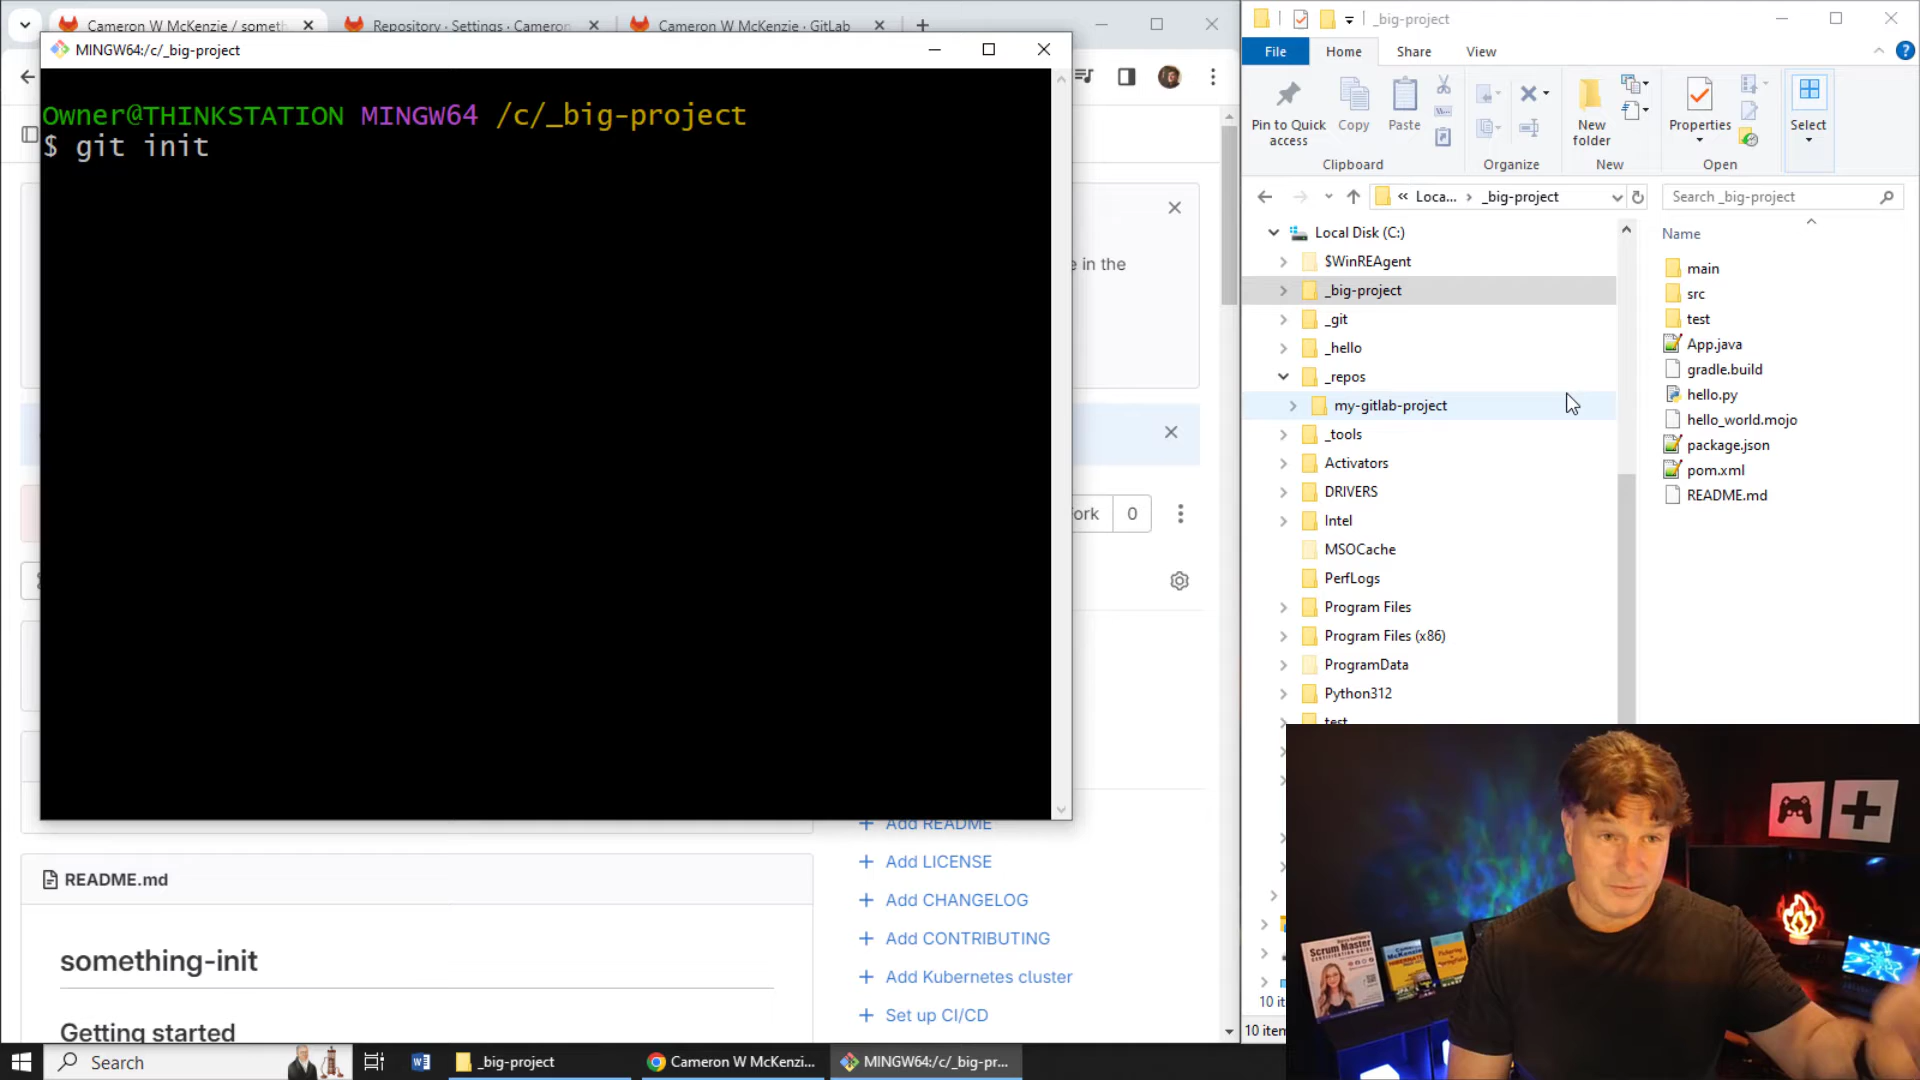 Cameron W McKenzie / someth
Repository · Settings · Cameron
Cameron W McKenzie · GitLab
MINGW64:/c/_big-project
Owner@THINKSTATION MINGW64 /c/_big-project
$ git init
e in the
Fork 0
Add README
Add LICENSE
Add CHANGELOG
Add CONTRIBUTING
Add Kubernetes cluster
Set up CI/CD
README.md
something-init
Getting started
_big-project
File Home Share View
Pin to Quick access
Copy
Paste
Clipboard
Organize
New folder
New
Properties
Open
Select
« Loca... › _big-project
Search _big-project
Local Disk (C:)
$WinREAgent
_big-project
_git
_hello
_repos
my-gitlab-project
_tools
Activators
DRIVERS
Intel
MSOCache
PerfLogs
Program Files
Program Files (x86)
ProgramData
Python312
test
Name
main
src
test
App.java
gradle.build
hello.py
hello_world.mojo
package.json
pom.xml
README.md
10 it
10 item
Scrum Master
Search
_big-project
Cameron W McKenzi...
MINGW64:/c/_big-pr...